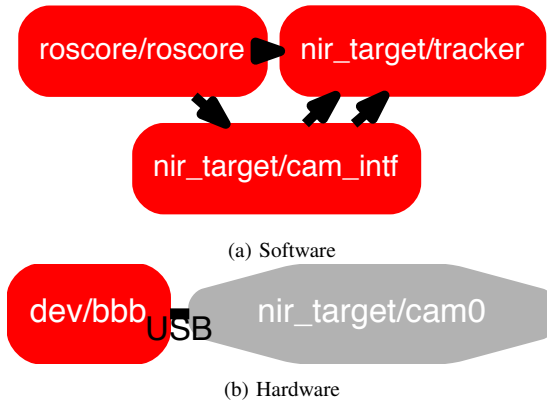 roscore/roscore nir_target/tracker
nir_target/cam_intf
(a) Software
dev/bbb USB nir_target/cam0
(b) Hardware